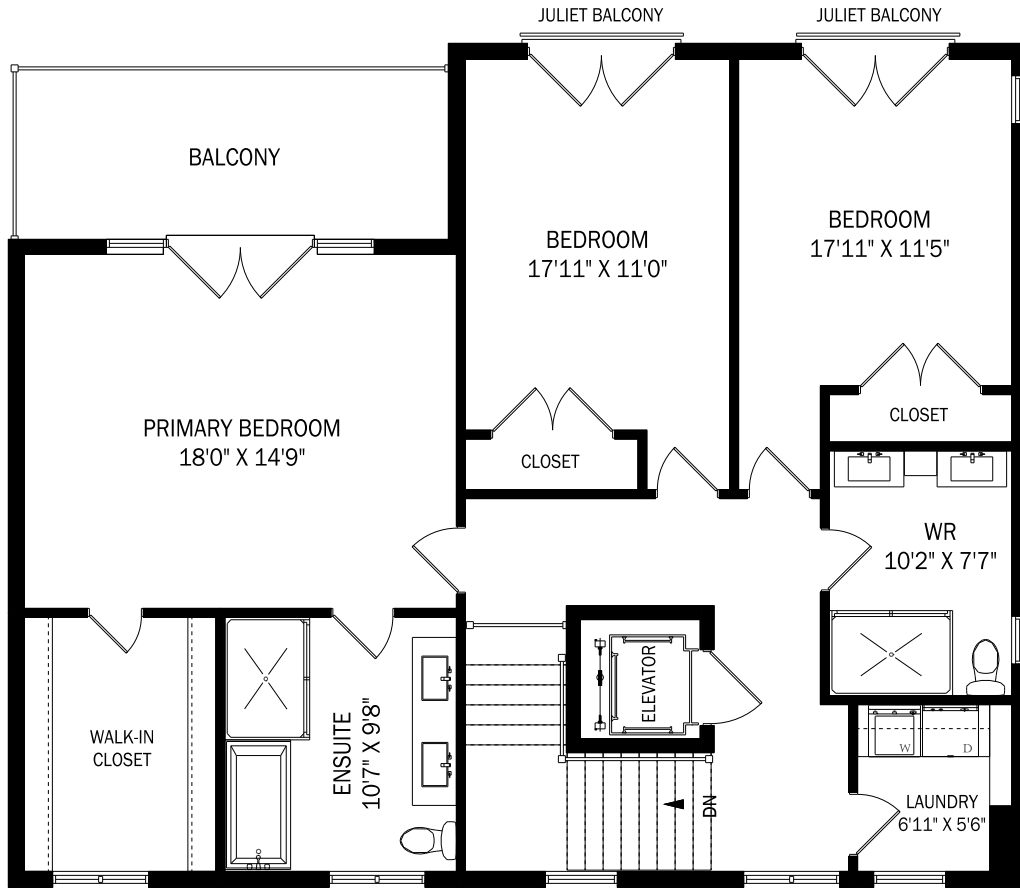 JULIET BALCONY
JULIET BALCONY
BALCONY
BEDROOM
17'11" X 11'0"
BEDROOM
17'11" X 11'5"
PRIMARY BEDROOM
18'0" X 14'9"
CLOSET
CLOSET
WR
10'2" X 7'7"
ELEVATOR
WALK-IN
CLOSET
ENSUITE
10'7" X 9'8"
DN
W
D
LAUNDRY
6'11" X 5'6"